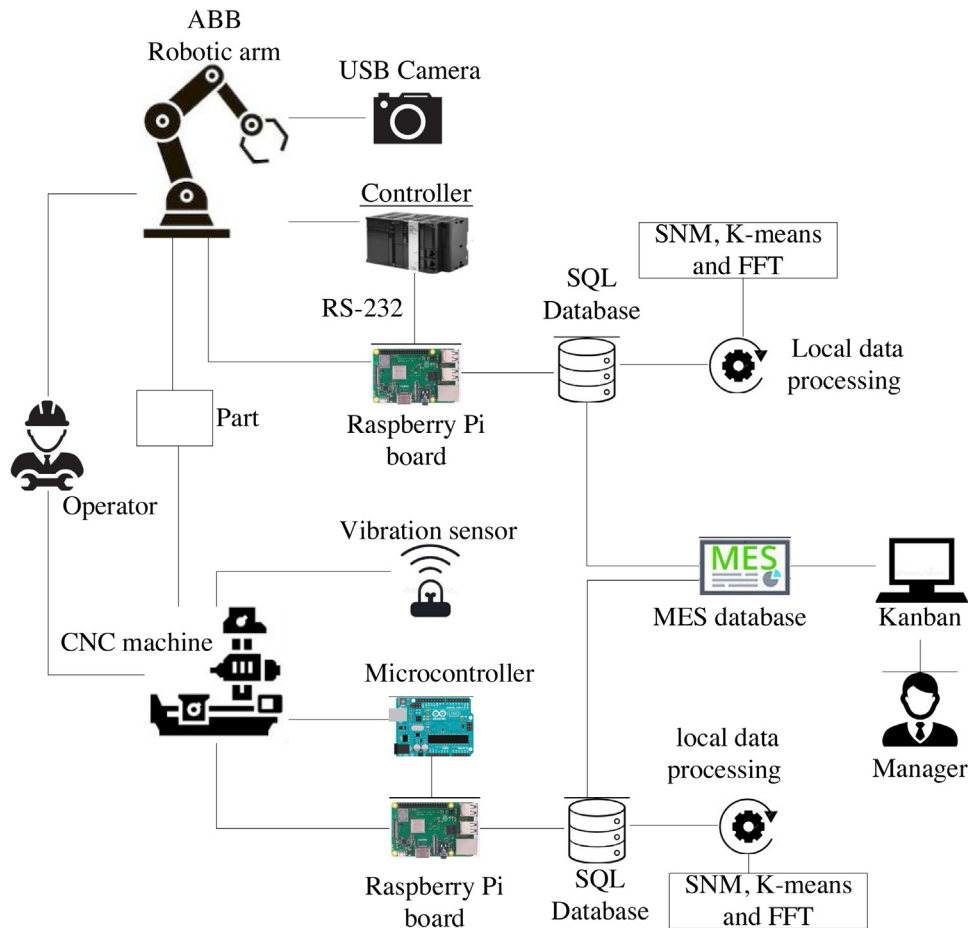 ABB
Robotic arm
USB Camera
Controller
RS-232
SNM, K-means
and FFT
SQL
Database
Local data
processing
Raspberry Pi
board
Part
Operator
Vibration sensor
MES
MES database
Kanban
CNC machine
Microcontroller
Manager
local data
processing
Raspberry Pi
board
SQL
Database
SNM, K-means
and FFT